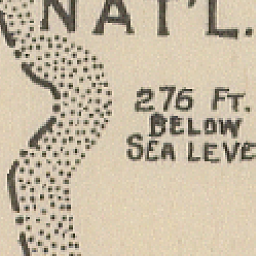 NAT'L.
276 FT.
BELOW
SEA LEVE